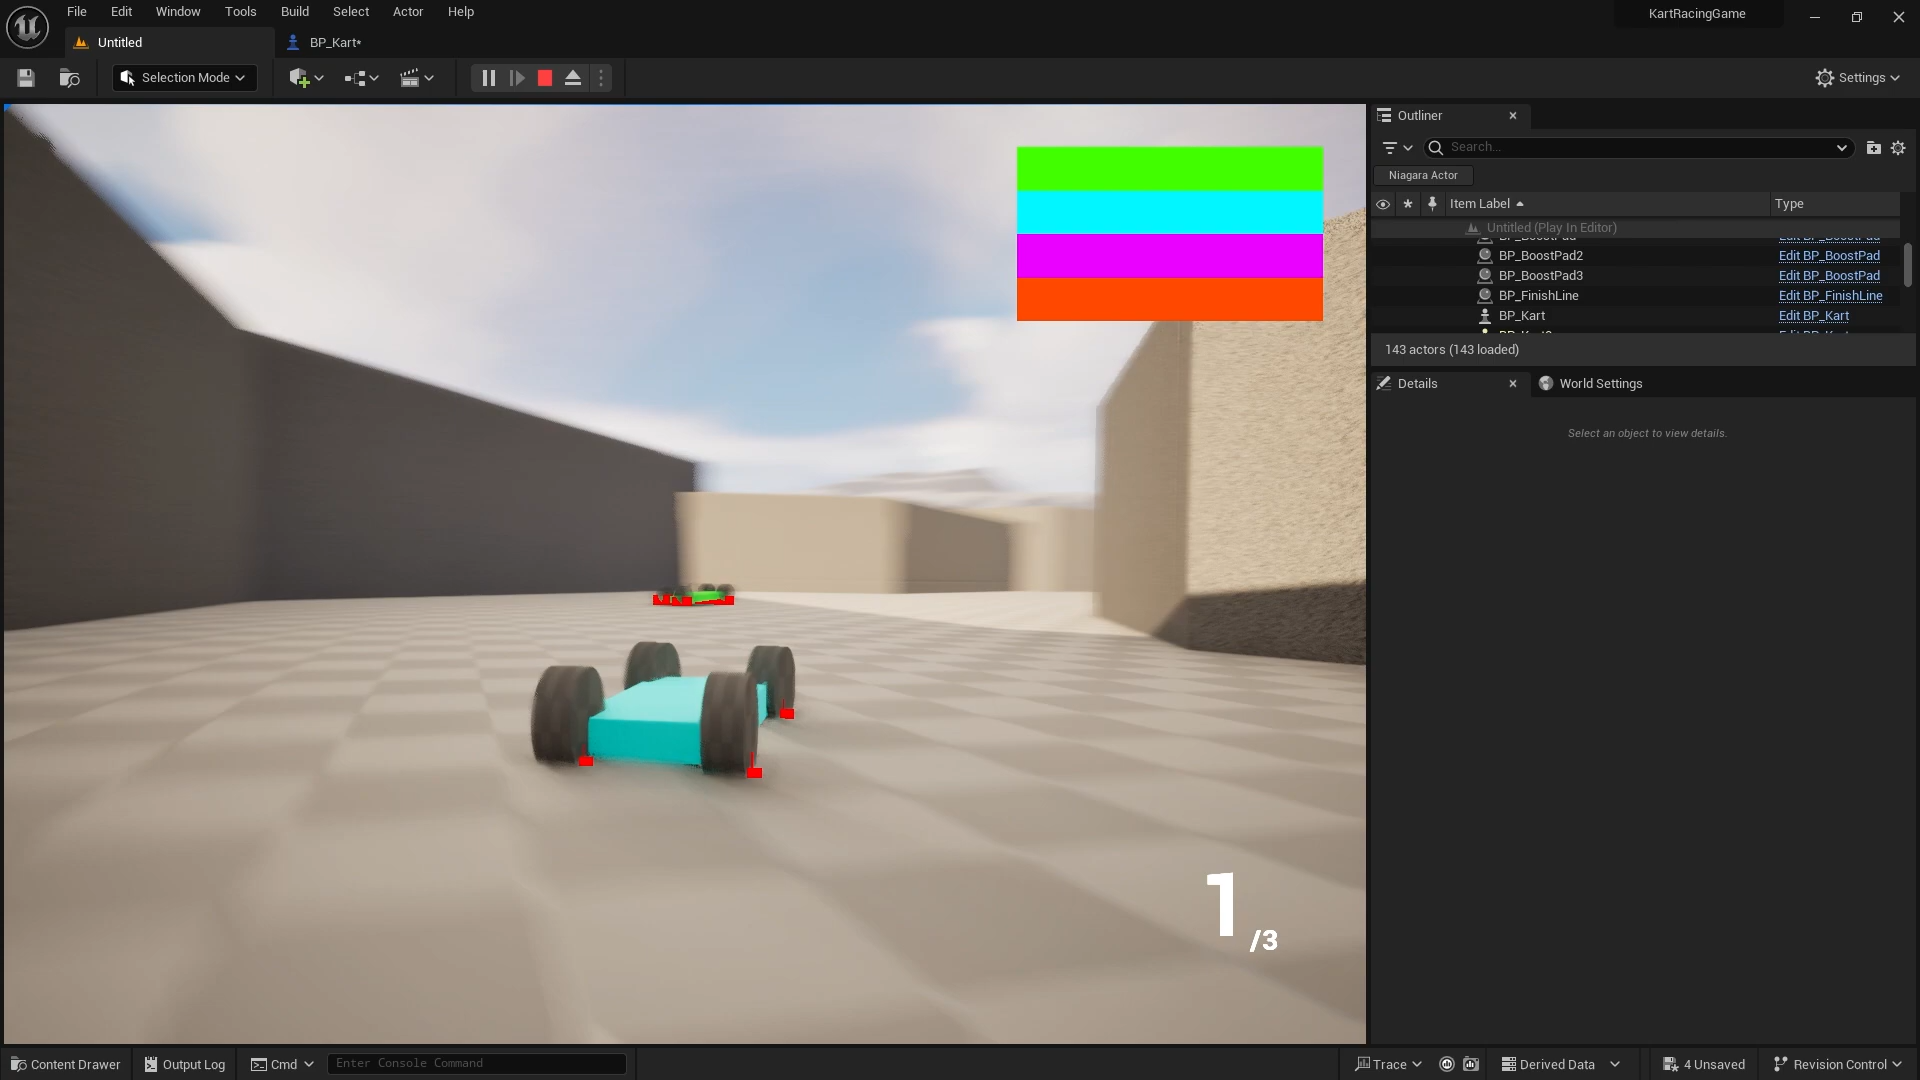 File Edit Window Tools Build Select Actor Help
KartRacingGame
Untitled
BP_Kart*
Selection Mode
Settings
Outliner
Search...
Niagara Actor
Item Label
Type
Untitled (Play In Editor)
BP_BoostPad Edit BP_BoostPad
BP_BoostPad2 Edit BP_BoostPad
BP_BoostPad3 Edit BP_BoostPad
BP_FinishLine Edit BP_FinishLine
BP_Kart Edit BP_Kart
143 actors (143 loaded)
Details
World Settings
Select an object to view details.
1
/3
Content Drawer
Output Log
Cmd
Enter Console Command
Trace
Derived Data
4 Unsaved
Revision Control